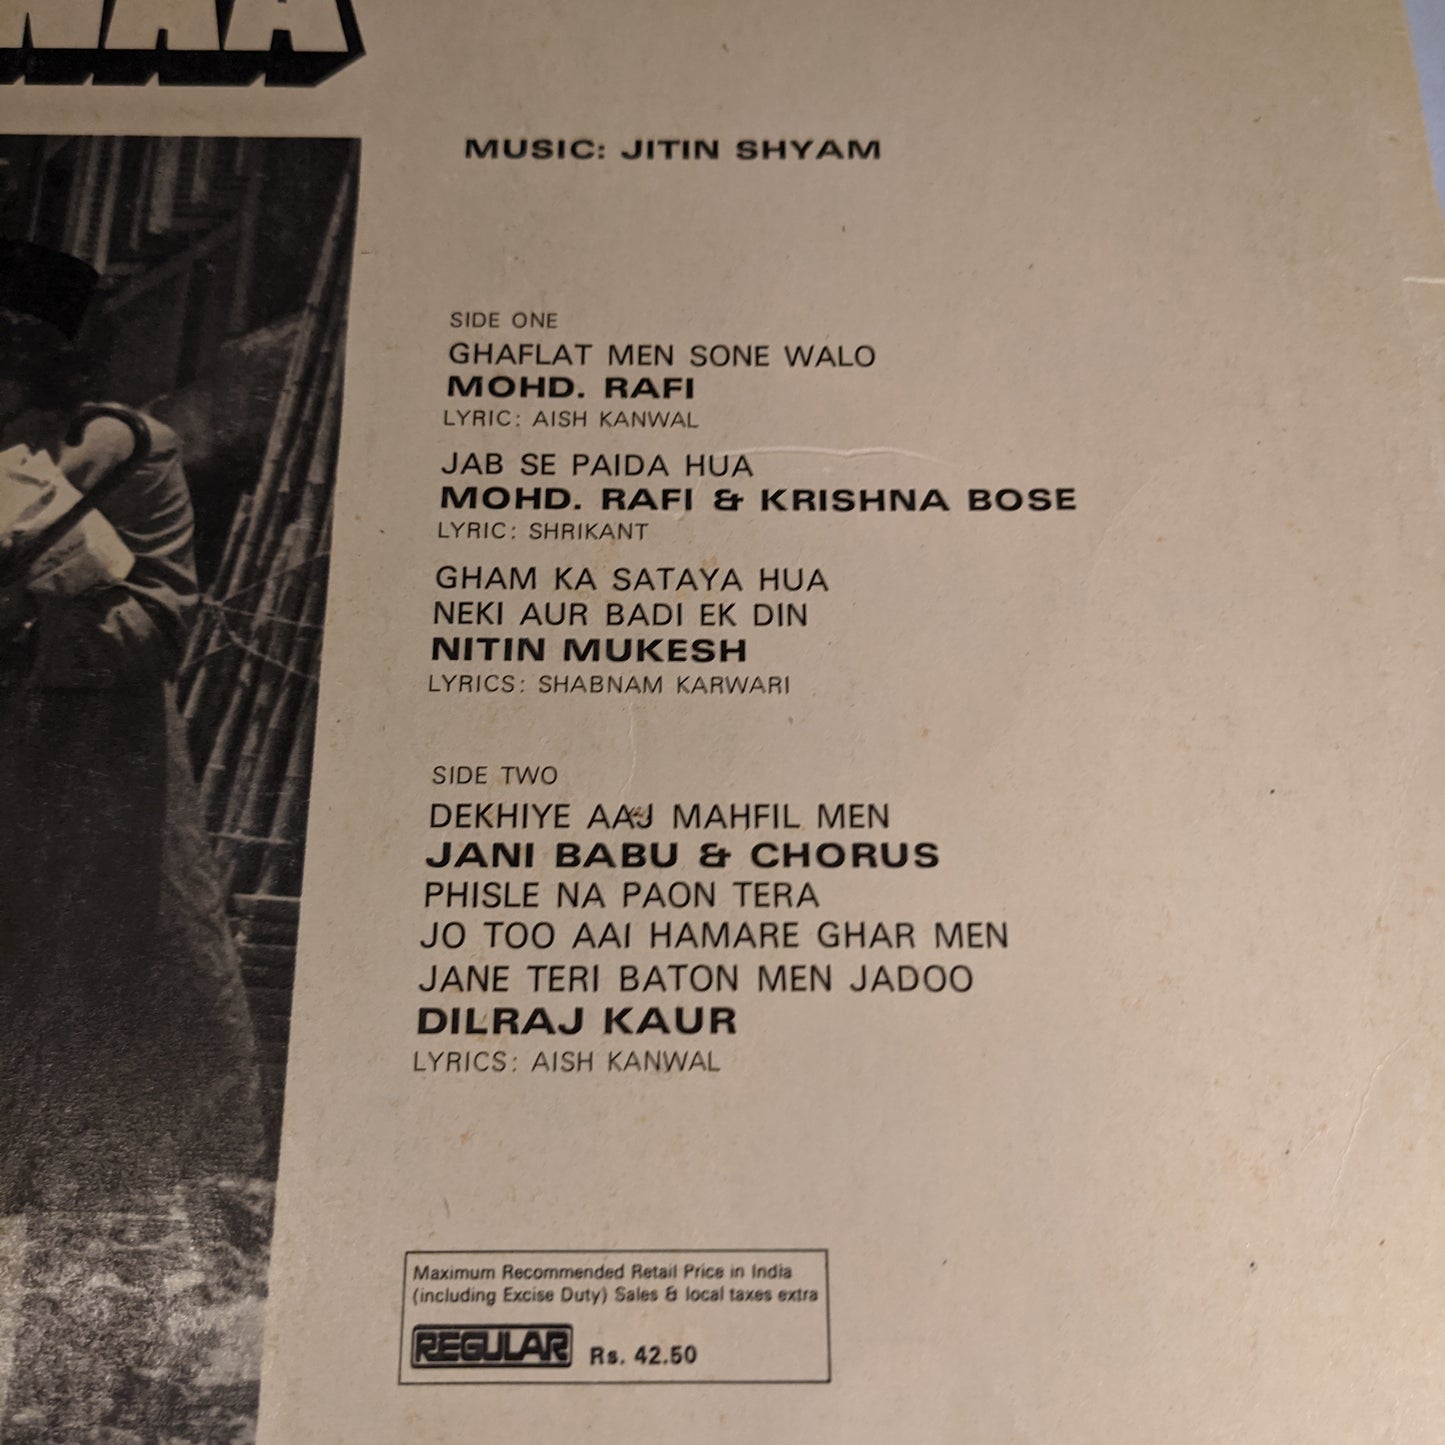 MUSIC: JITIN SHYAM
SIDE ONE
GHAFLAT MEN SONE WALO
MOHD. RAFI
LYRIC: AISH KANWAL
JAB SE PAIDA HUA
MOHD. RAFI & KRISHNA BOSE
LYRIC: SHRIKANT
GHAM KA SATAYA HUA
NEKI AUR BADI EK DIN
NITIN MUKESH
LYRICS: SHABNAM KARWARI
SIDE TWO
DEKHIYE AAJ MAHFIL MEN
JANI BABU & CHORUS
PHISLE NA PAON TERA
JO TOO AAI HAMARE GHAR MEN
JANE TERI BATON MEN JADOO
DILRAJ KAUR
LYRICS: AISH KANWAL
Maximum Recommended Retail Price in India
(including Excise Duty) Sales & local taxes extra
REGULAR Rs. 42.50